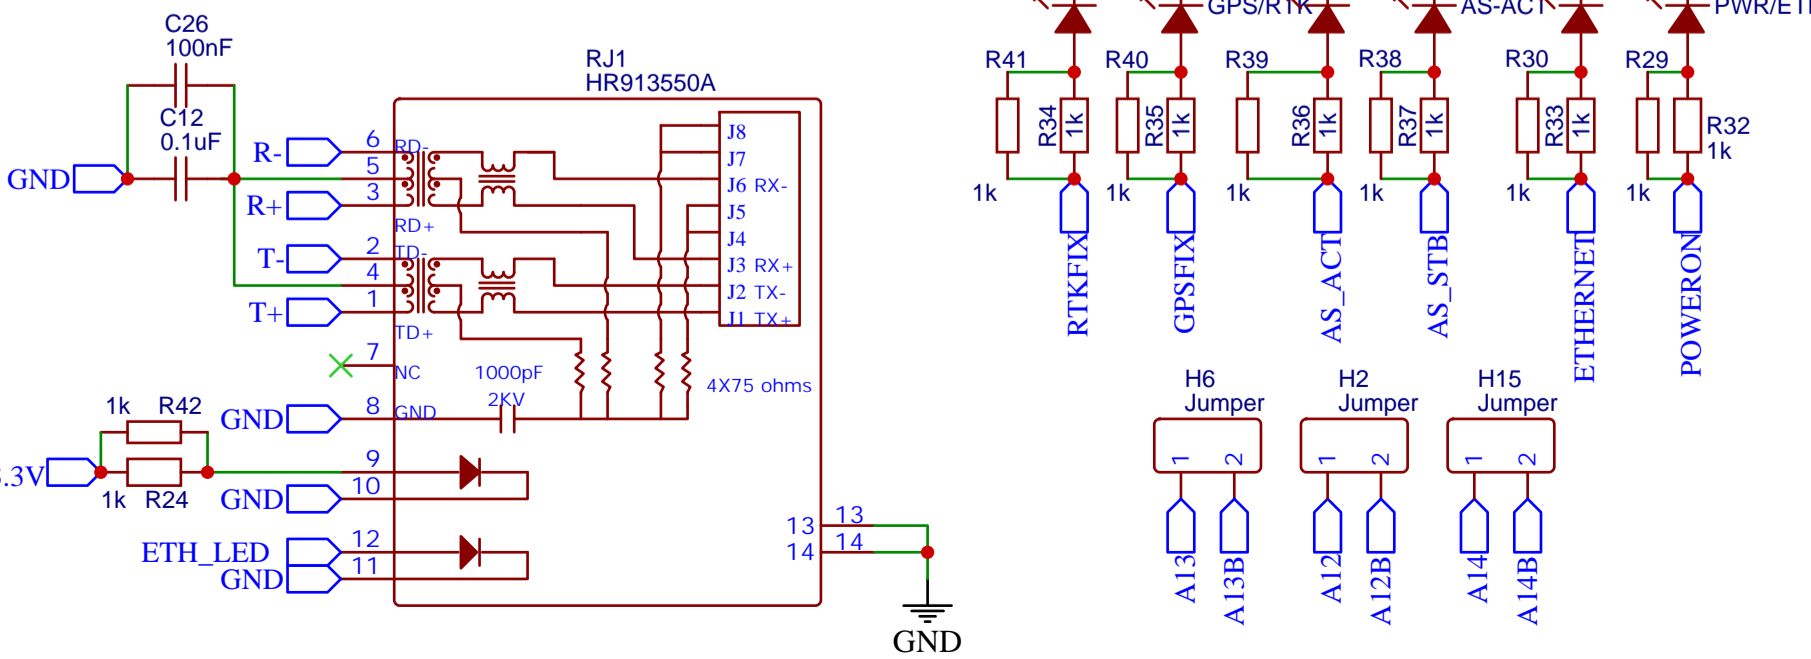 C26
100nF
C12
0.1uF
GND
R-
R+
T-
T+
6
5
3
2
4
1
7
8
9
10
12
11
RJ1
HR913550A
RD-
RD+
TD-
TD+
NC
GND
J8
J7
J6 RX-
J5
J4
J3 RX+
J2 TX-
J1 TX+
1000pF
2KV
4X75 ohms
GND
1k R42
3.3V
1k R24
GND
ETH_LED
GND
13 13
14 14
GND
GPS/RTK
AS-ACT
R41
R40
R39
R38
R30
R29
R34
1k
R35
1k
R36
1k
R37
1k
R33
1k
R32
1k
1k
1k
1k
1k
1k
1k
RTKFIX
GPSFIX
AS_ACT
AS_STB
ETHERNET
POWERON
H6
Jumper
1
2
A13
A13B
H2
Jumper
1
2
A12
A12B
H15
Jumper
1
2
A14
A14B